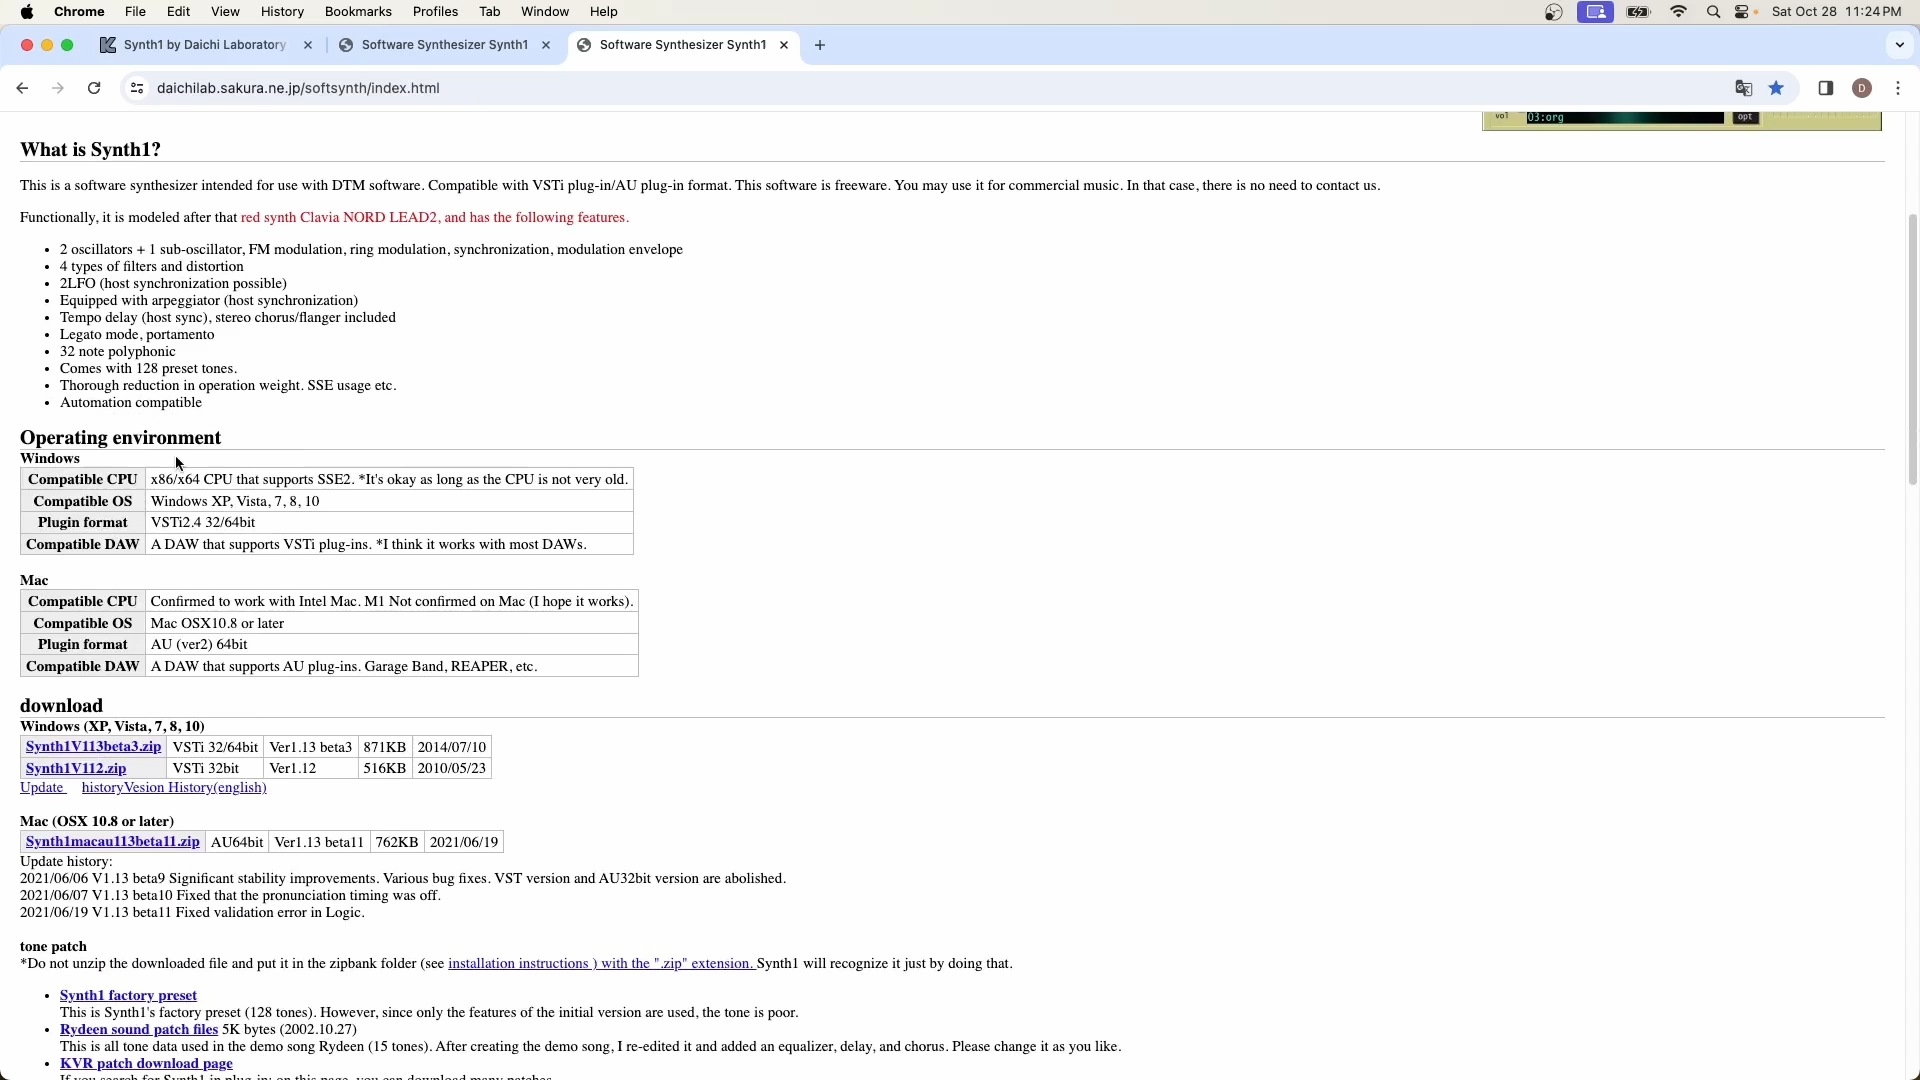 Chrome File Edit View History Bookmarks Profiles Tab Window Help Sat Oct 28 11:24 PM
Synth1 by Daichi Laboratory Software Synthesizer Synth1 Software Synthesizer Synth1
daichilab.sakura.ne.jp/softsynth/index.html D
vol 03:org opt
What is Synth1?
This is a software synthesizer intended for use with DTM software. Compatible with VSTi plug-in/AU plug-in format. This software is freeware. You may use it for commercial music. In that case, there is no need to contact us.
Functionally, it is modeled after that red synth Clavia NORD LEAD2, and has the following features.
• 2 oscillators + 1 sub-oscillator, FM modulation, ring modulation, synchronization, modulation envelope
• 4 types of filters and distortion
• 2LFO (host synchronization possible)
• Equipped with arpeggiator (host synchronization)
• Tempo delay (host sync), stereo chorus/flanger included
• Legato mode, portamento
• 32 note polyphonic
• Comes with 128 preset tones.
• Thorough reduction in operation weight. SSE usage etc.
• Automation compatible
Operating environment
Windows
Compatible CPU x86/x64 CPU that supports SSE2. *It's okay as long as the CPU is not very old.
Compatible OS Windows XP, Vista, 7, 8, 10
Plugin format VSTi2.4 32/64bit
Compatible DAW A DAW that supports VSTi plug-ins. *I think it works with most DAWs.
Mac
Compatible CPU Confirmed to work with Intel Mac. M1 Not confirmed on Mac (I hope it works).
Compatible OS Mac OSX10.8 or later
Plugin format AU (ver2) 64bit
Compatible DAW A DAW that supports AU plug-ins. Garage Band, REAPER, etc.
download
Windows (XP, Vista, 7, 8, 10)
Synth1V113beta3.zip VSTi 32/64bit Ver1.13 beta3 871KB 2014/07/10
Synth1V112.zip VSTi 32bit Ver1.12 516KB 2010/05/23
Update historyVesion History(english)
Mac (OSX 10.8 or later)
Synth1macau113beta11.zip AU64bit Ver1.13 beta11 762KB 2021/06/19
Update history:
2021/06/06 V1.13 beta9 Significant stability improvements. Various bug fixes. VST version and AU32bit version are abolished.
2021/06/07 V1.13 beta10 Fixed that the pronunciation timing was off.
2021/06/19 V1.13 beta11 Fixed validation error in Logic.
tone patch
*Do not unzip the downloaded file and put it in the zipbank folder (see installation instructions ) with the ".zip" extension. Synth1 will recognize it just by doing that.
• Synth1 factory preset
This is Synth1's factory preset (128 tones). However, since only the features of the initial version are used, the tone is poor.
• Rydeen sound patch files 5K bytes (2002.10.27)
This is all tone data used in the demo song Rydeen (15 tones). After creating the demo song, I re-edited it and added an equalizer, delay, and chorus. Please change it as you like.
• KVR patch download page
If you search for Synth1 in plug-in: on this page, you can download many patches.